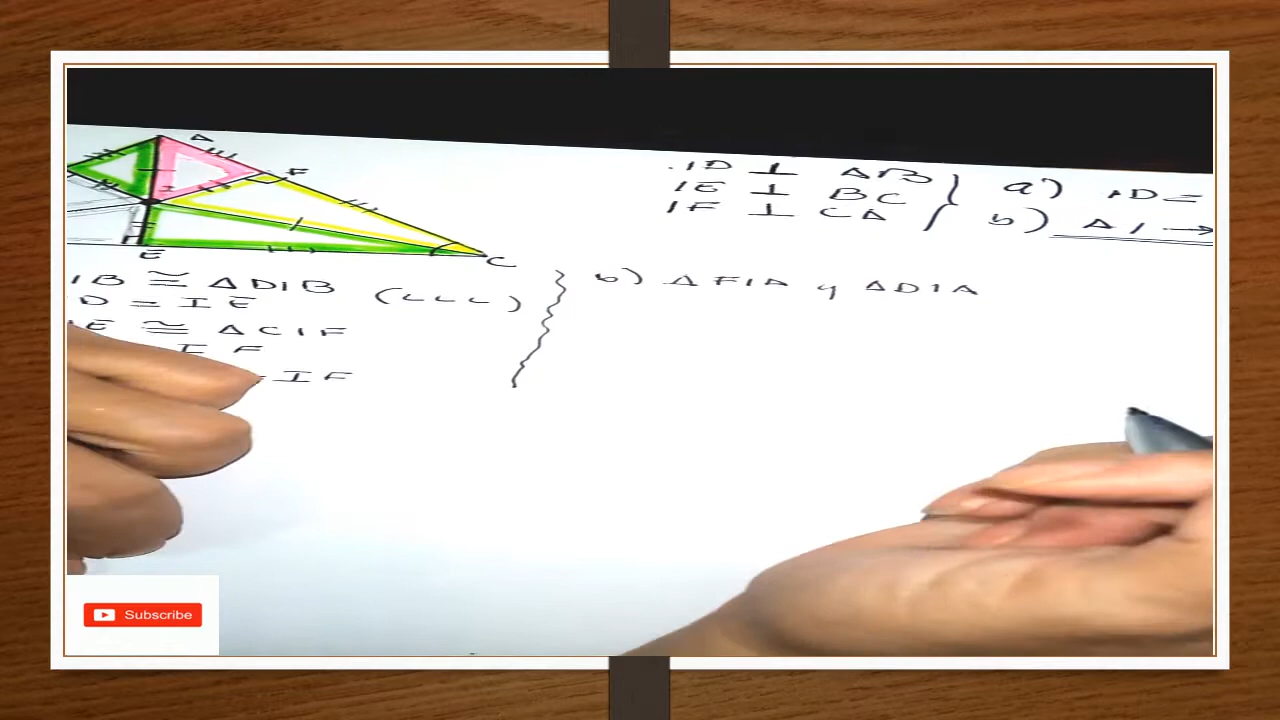 A
F
I
E
C
.ID ⊥ AB
IE ⊥ BC
IF ⊥ CA
a) ID =
b) AI →
IB ≅ ΔDIB
D = IE (LLL)
E ≅ ΔCIF
IF
= IF
b) ΔFIA y ΔDIA
Subscribe